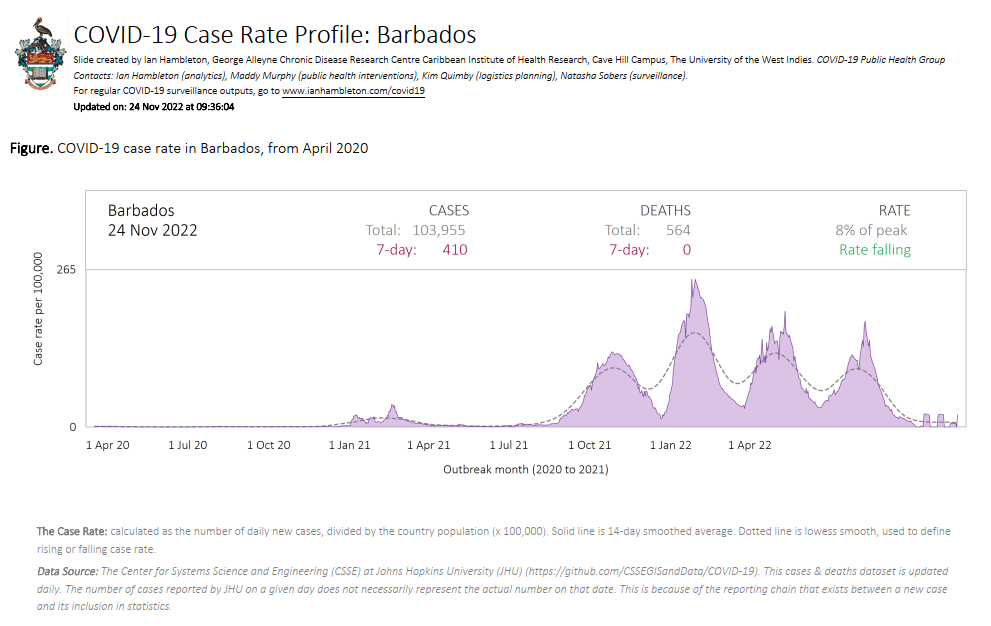 COVID-19 Case Rate Profile: Barbados
Slide created by Ian Hambleton, George Alleyne Chronic Disease Research Centre Caribbean Institute of Health Research, Cave Hill Campus, The University of the West Indies. COVID-19 Public Health Group
Contacts: Ian Hambleton (analytics), Maddy Murphy (public health interventions), Kim Quimby (logistics planning), Natasha Sobers (surveillance).
For regular COVID-19 surveillance outputs, go to www.ianhambleton.com/covid19
Updated on: 24 Nov 2022 at 09:36:04
Figure. COVID-19 case rate in Barbados, from April 2020
Barbados CASES DEATHS RATE
24 Nov 2022 Total: 103,955 Total: 564 8% of peak
7-day: 410 7-day: 0 Rate falling
265
Case rate per 100,000
0
1 Apr 20 1 Jul 20 1 Oct 20 1 Jan 21 1 Apr 21 1 Jul 21 1 Oct 21 1 Jan 22 1 Apr 22
Outbreak month (2020 to 2021)
The Case Rate: calculated as the number of daily new cases, divided by the country population (x 100,000). Solid line is 14-day smoothed average. Dotted line is lowess smooth, used to define
rising or falling case rate.
Data Source: The Center for Systems Science and Engineering (CSSE) at Johns Hopkins University (JHU) (https://github.com/CSSEGISandData/COVID-19). This cases & deaths dataset is updated
daily. The number of cases reported by JHU on a given day does not necessarily represent the actual number on that date. This is because of the reporting chain that exists between a new case
and its inclusion in statistics.